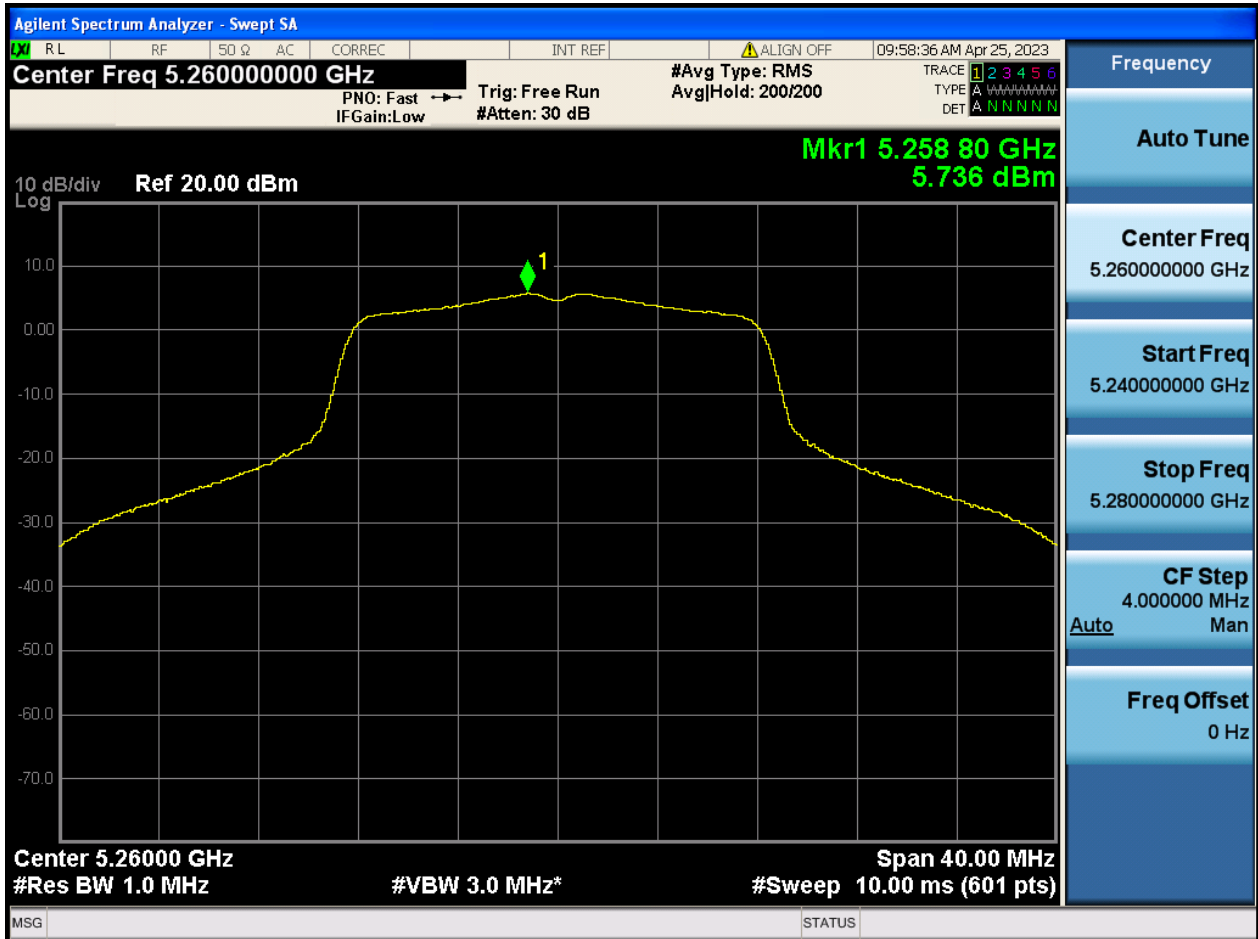 Agilent Spectrum Analyzer - Swept SA
LXI RL RF 50 Ω AC CORREC INT REF ALIGN OFF 09:58:36 AM Apr 25, 2023
Center Freq 5.260000000 GHz
PNO: Fast
IFGain:Low
Trig: Free Run
#Atten: 30 dB
#Avg Type: RMS
Avg|Hold: 200/200
TRACE 1 2 3 4 5 6
TYPE A WWWWW
DET A N N N N N
Mkr1 5.258 80 GHz
5.736 dBm
10 dB/div Ref 20.00 dBm
Log
1
10.0
0.00
-10.0
-20.0
-30.0
-40.0
-50.0
-60.0
-70.0
Center 5.26000 GHz Span 40.00 MHz
#Res BW 1.0 MHz #VBW 3.0 MHz* #Sweep 10.00 ms (601 pts)
MSG STATUS
Frequency
Auto Tune
Center Freq
5.260000000 GHz
Start Freq
5.240000000 GHz
Stop Freq
5.280000000 GHz
CF Step
4.000000 MHz
Auto Man
Freq Offset
0 Hz